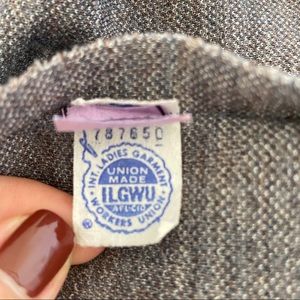 787650
INT. LADIES GARMENT
UNION
MADE
ILGWU
AFL-CIO
WORKERS UNION
®